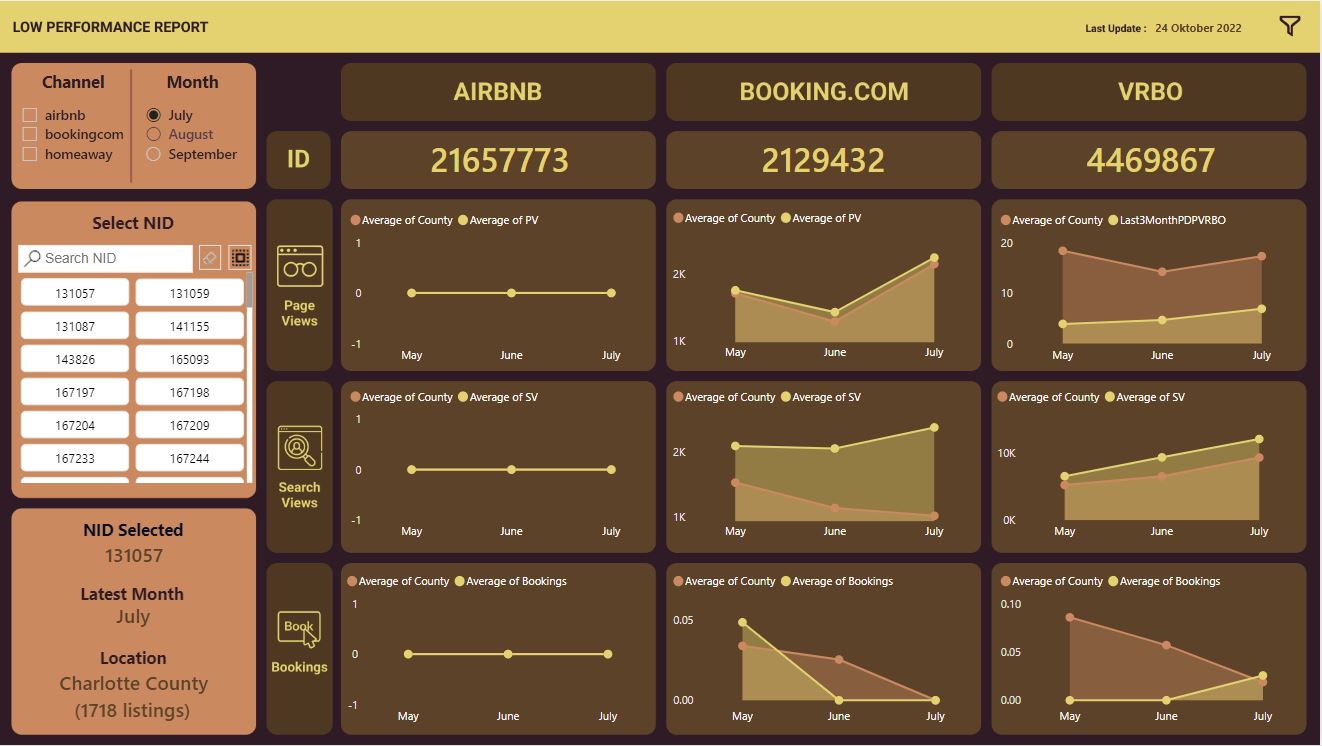 LOW PERFORMANCE REPORT
Last Update : 24 Oktober 2022
Channel
airbnb
bookingcom
homeaway
Month
July
August
September
Select NID
Search NID
131057 131059
131087 141155
143826 165093
167197 167198
167204 167209
167233 167244
NID Selected
131057
Latest Month
July
Location
Charlotte County
(1718 listings)
AIRBNB
BOOKING.COM
VRBO
ID
21657773
2129432
4469867
Page
Views
Average of County Average of PV
1
0
-1
May June July
Average of County Average of PV
2K
1K
May June July
Average of County Last3MonthPDPVRBO
20
10
0
May June July
Search
Views
Average of County Average of SV
1
0
-1
May June July
Average of County Average of SV
2K
1K
May June July
Average of County Average of SV
10K
0K
May June July
Book
Bookings
Average of County Average of Bookings
1
0
-1
May June July
Average of County Average of Bookings
0.05
0.00
May June July
Average of County Average of Bookings
0.10
0.05
0.00
May June July